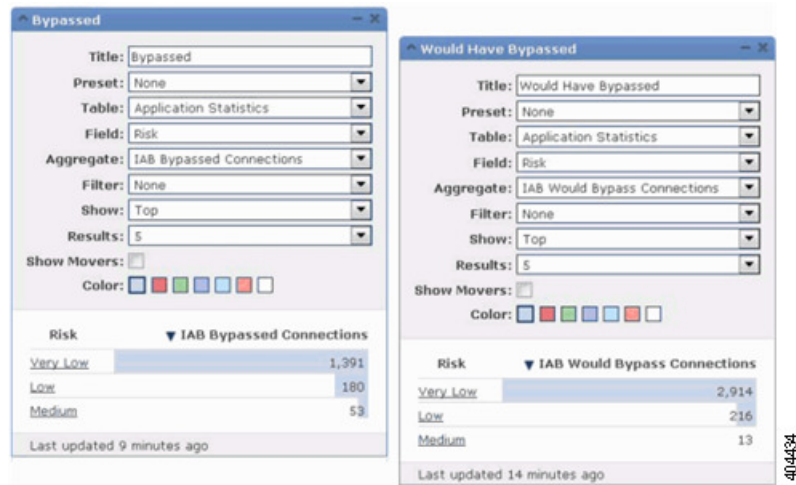 Bypassed
Title: Bypassed
Preset: None
Table: Application Statistics
Field: Risk
Aggregate: IAB Bypassed Connections
Filter: None
Show: Top
Results: 5
Show Movers:
Color:
Risk IAB Bypassed Connections
Very Low 1,391
Low 180
Medium 53
Last updated 9 minutes ago
Would Have Bypassed
Title: Would Have Bypassed
Preset: None
Table: Application Statistics
Field: Risk
Aggregate: IAB Would Bypass Connections
Filter: None
Show: Top
Results: 5
Show Movers:
Color:
Risk IAB Would Bypass Connections
Very Low 2,914
Low 216
Medium 13
Last updated 14 minutes ago
404434